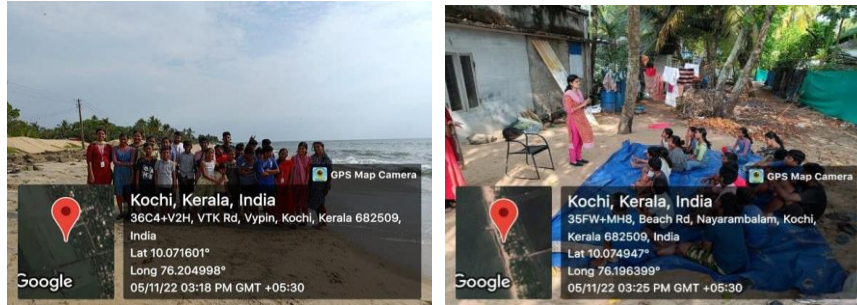 GPS Map Camera
Kochi, Kerala, India
36C4+V2H, VTK Rd, Vypin, Kochi, Kerala 682509,
India
Lat 10.071601°
Long 76.204998°
05/11/22 03:18 PM GMT +05:30
Google
GPS Map Camera
Kochi, Kerala, India
35FW+MH8, Beach Rd, Nayarambalam, Kochi,
Kerala 682509, India
Lat 10.074947°
Long 76.196399°
05/11/22 03:25 PM GMT +05:30
Google